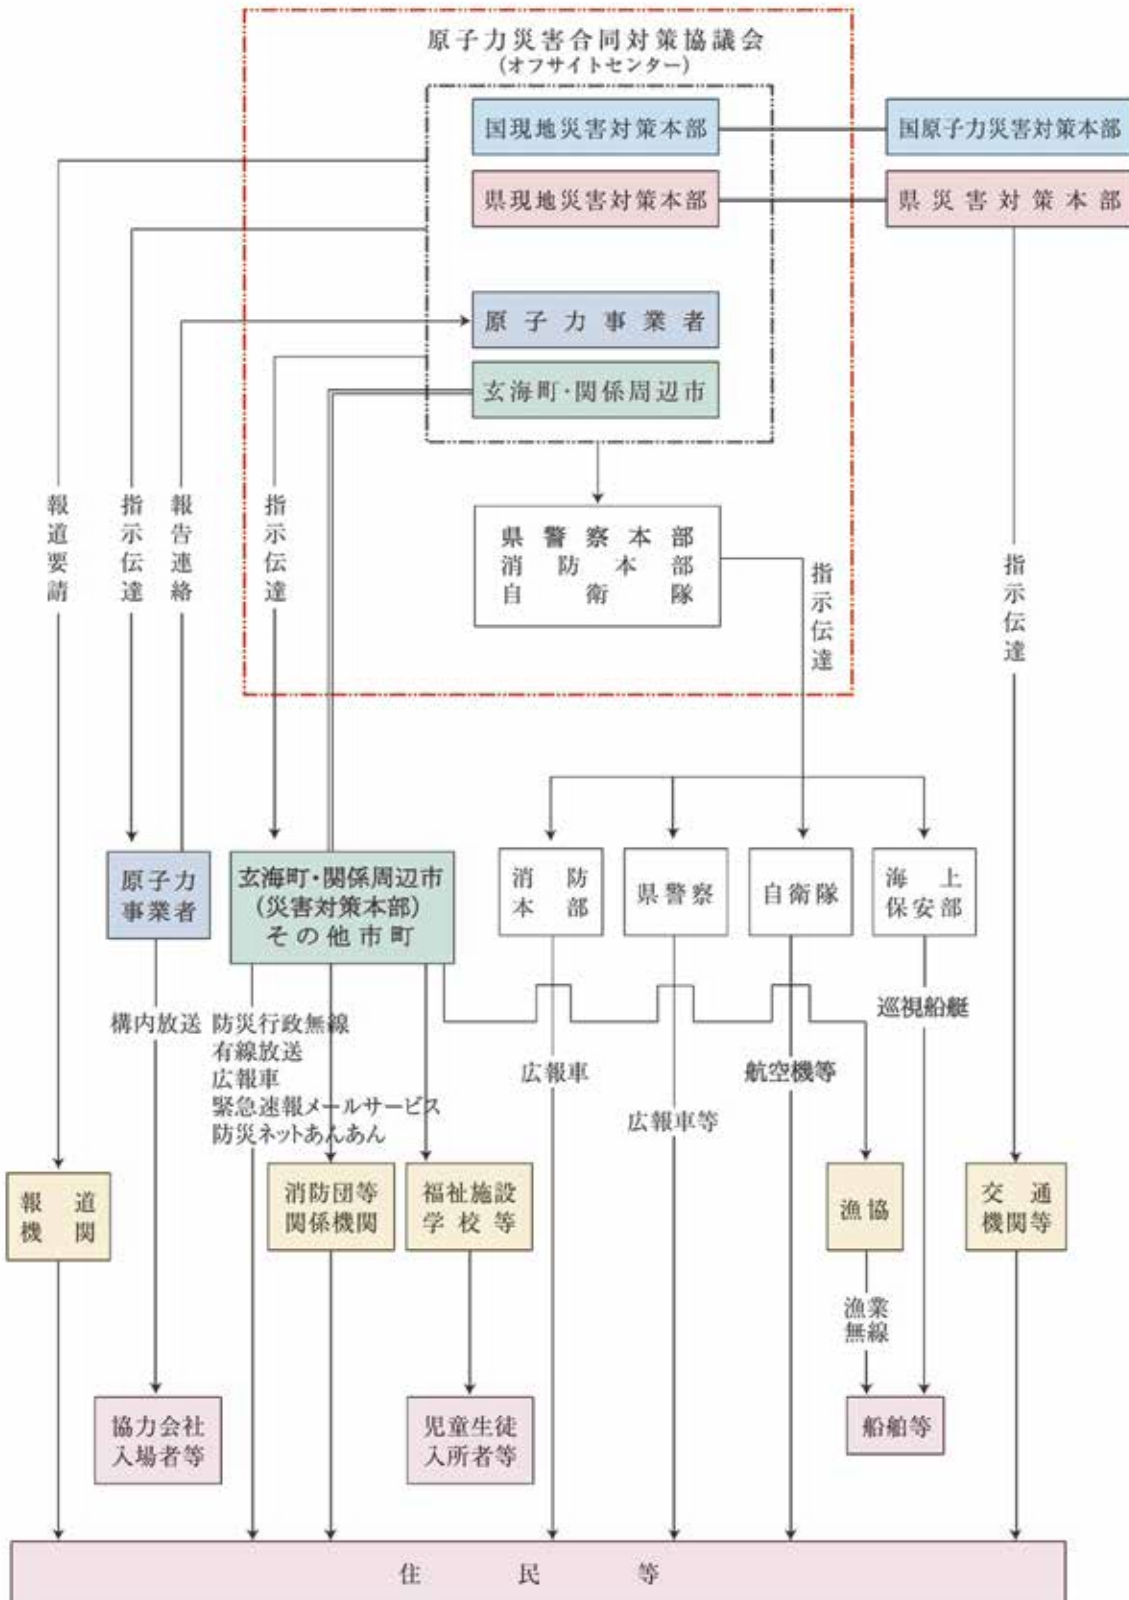 原子力災害合同対策協議会
(オフサイトセンター)
国現地災害対策本部
国原子力災害対策本部
県現地災害対策本部
県災害対策本部
原子力事業者
玄海町・関係周辺市
県警察本部
消防本部
自衛隊
報道要請
指示伝達
報告連絡
指示伝達
指示伝達
指示伝達
原子力
事業者
玄海町・関係周辺市
(災害対策本部)
その他市町
消防
本部
県警察
自衛隊
海上
保安部
構内放送
防災行政無線
有線放送
広報車
緊急速報メールサービス
防災ネットあんあん
広報車
広報車等
航空機等
巡視船艇
報道
機関
消防団等
関係機関
福祉施設
学校等
漁協
交通
機関等
漁業
無線
協力会社
入場者等
児童生徒
入所者等
船舶等
住民等